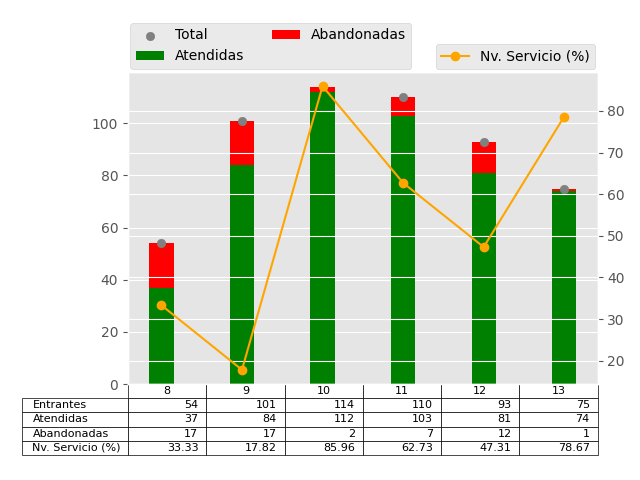 Total
Abandonadas
Atendidas
Nv. Servicio (%)
100
80
60
40
20
0
80
70
60
50
40
30
20
8 9 10 11 12 13
Entrantes 54 101 114 110 93 75
Atendidas 37 84 112 103 81 74
Abandonadas 17 17 2 7 12 1
Nv. Servicio (%) 33.33 17.82 85.96 62.73 47.31 78.67